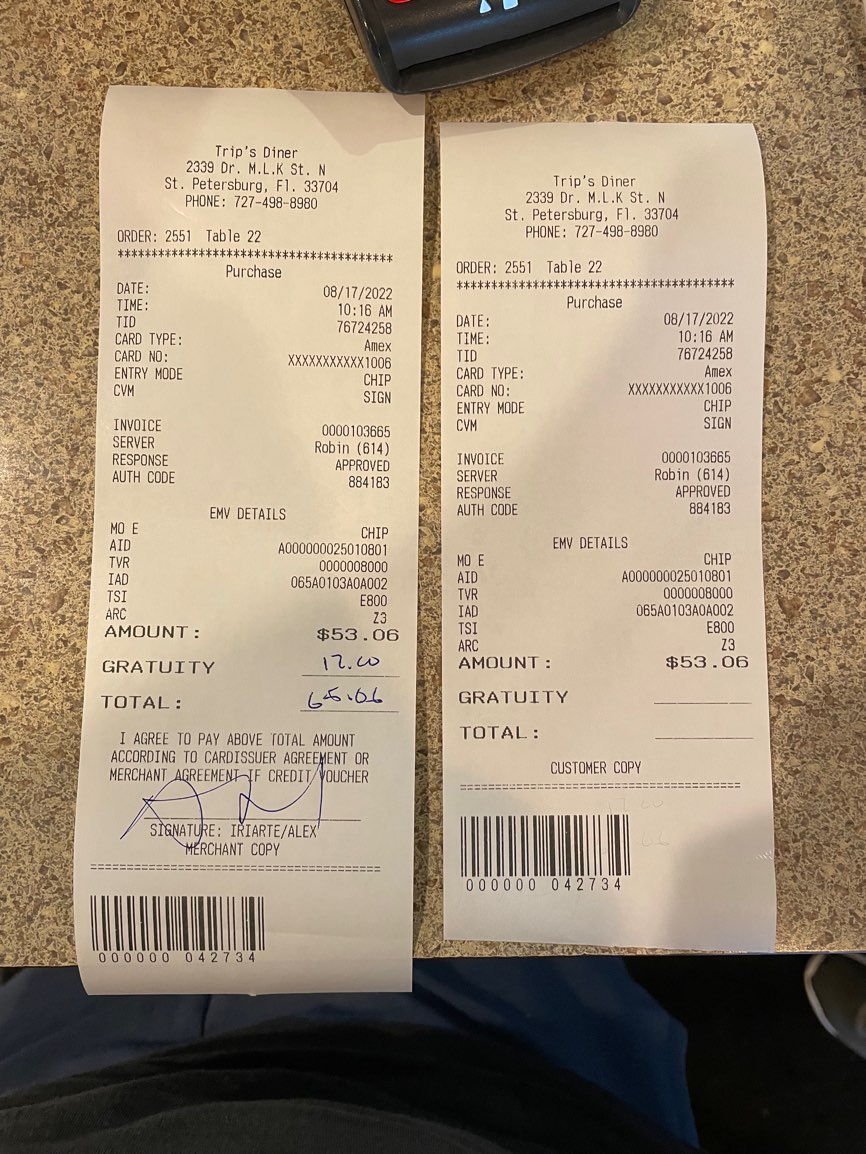 Trip's Diner
2339 Dr. M.L.K St. N
St. Petersburg, Fl. 33704
PHONE: 727-498-8980
ORDER: 2551 Table 22
***************************************
Purchase
DATE: 08/17/2022
TIME: 10:16 AM
TID 76724258
CARD TYPE: Amex
CARD NO: XXXXXXXXXXX1006
ENTRY MODE CHIP
CVM SIGN
INVOICE 0000103665
SERVER Robin (614)
RESPONSE APPROVED
AUTH CODE 884183
EMV DETAILS
MO E CHIP
AID A000000025010801
TVR 0000008000
IAD 065A0103A0A002
TSI E800
ARC Z3
AMOUNT: $53.06
GRATUITY 12.00
TOTAL: 65.06
I AGREE TO PAY ABOVE TOTAL AMOUNT
ACCORDING TO CARDISSUER AGREEMENT OR
MERCHANT AGREEMENT IF CREDIT VOUCHER
SIGNATURE: IRIARTE/ALEX
MERCHANT COPY
======================================
000000 042734
Trip's Diner
2339 Dr. M.L.K St. N
St. Petersburg, Fl. 33704
PHONE: 727-498-8980
ORDER: 2551 Table 22
***************************************
Purchase
DATE: 08/17/2022
TIME: 10:16 AM
TID 76724258
CARD TYPE: Amex
CARD NO: XXXXXXXXXXX1006
ENTRY MODE CHIP
CVM SIGN
INVOICE 0000103665
SERVER Robin (614)
RESPONSE APPROVED
AUTH CODE 884183
EMV DETAILS
MO E CHIP
AID A000000025010801
TVR 0000008000
IAD 065A0103A0A002
TSI E800
ARC Z3
AMOUNT: $53.06
GRATUITY
TOTAL:
CUSTOMER COPY
======================================
000000 042734